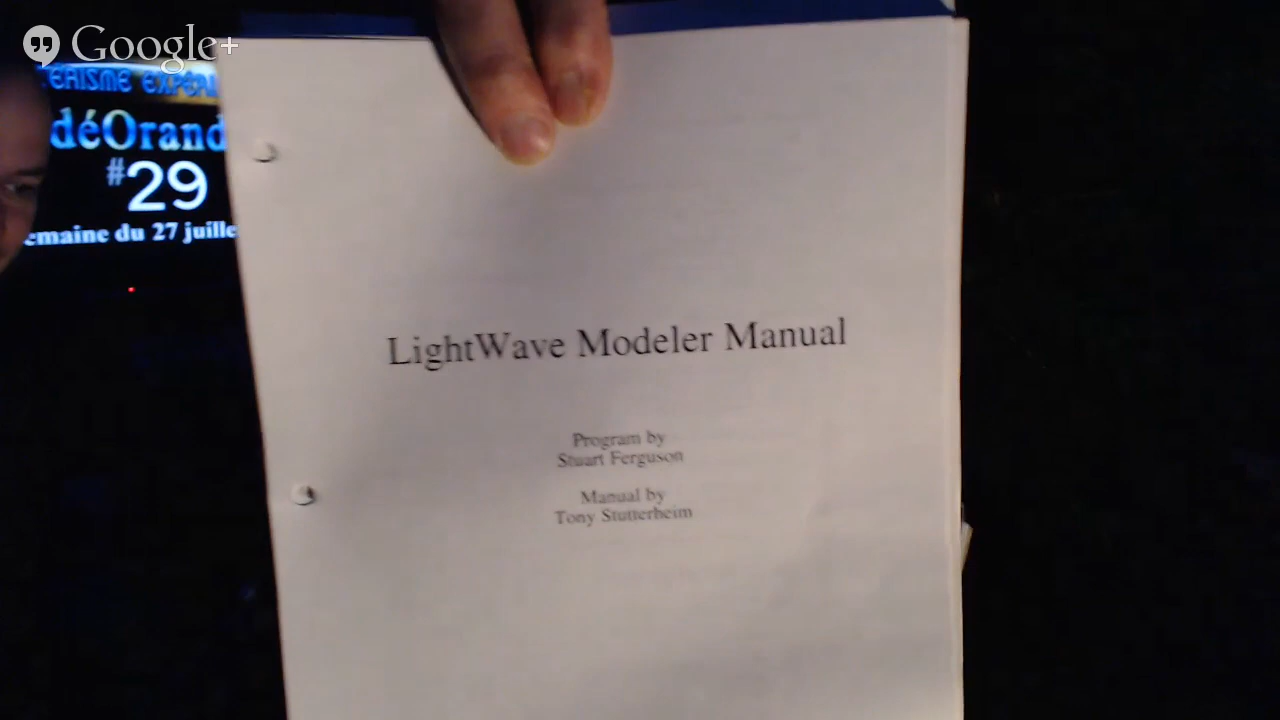 Google+
déOrand
#29
emaine du 27 juille
LightWave Modeler Manual
Program by
Stuart Ferguson
Manual by
Tony Stutterheim